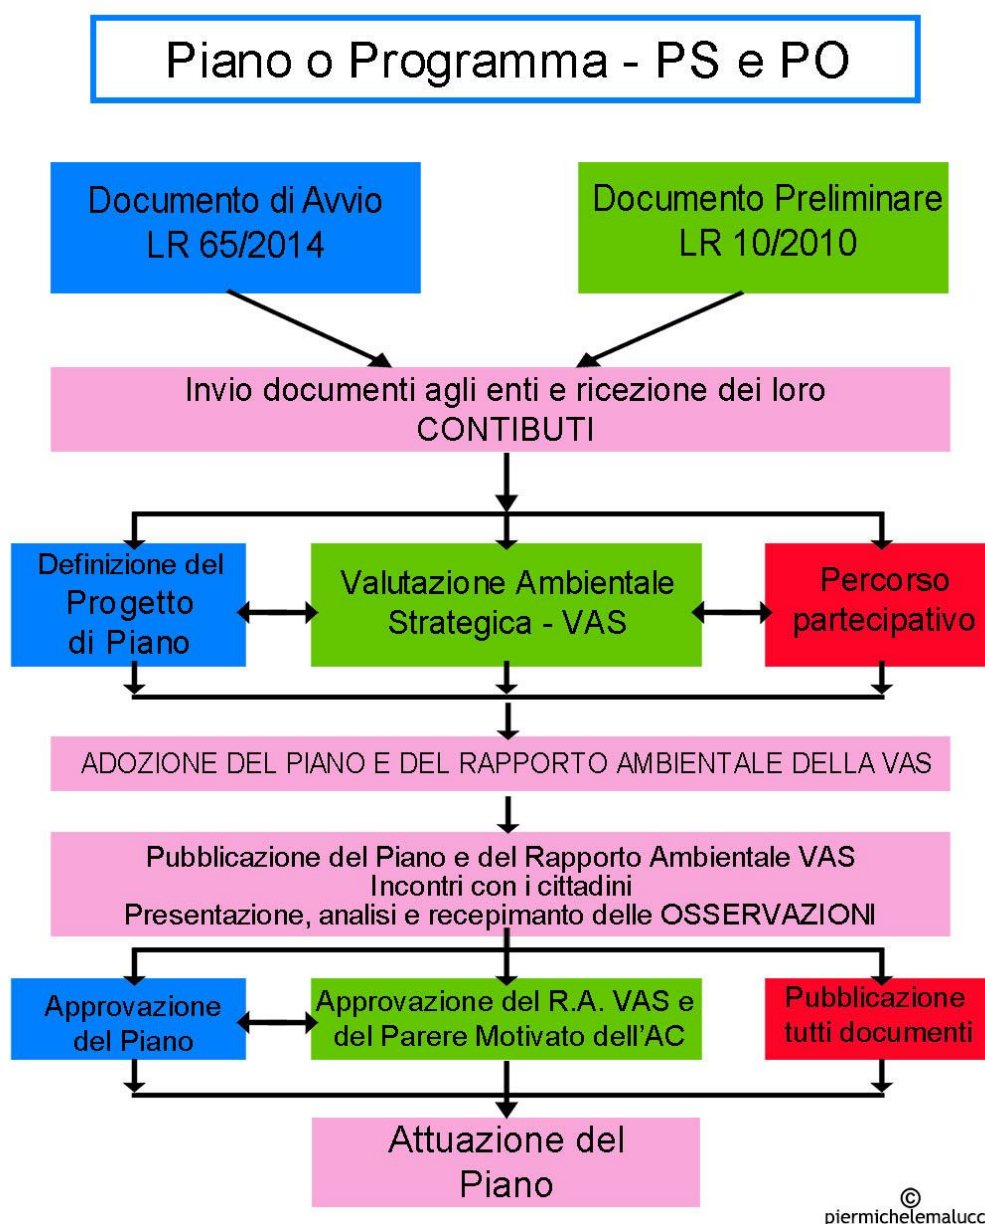 Piano o Programma - PS e PO
Documento di Avvio
LR 65/2014
Documento Preliminare
LR 10/2010
Invio documenti agli enti e ricezione dei loro
CONTIBUTI
Definizione del
Progetto
di Piano
Valutazione Ambientale
Strategica - VAS
Percorso
partecipativo
ADOZIONE DEL PIANO E DEL RAPPORTO AMBIENTALE DELLA VAS
Pubblicazione del Piano e del Rapporto Ambientale VAS
Incontri con i cittadini
Presentazione, analisi e recepimanto delle OSSERVAZIONI
Approvazione
del Piano
Approvazione del R.A. VAS e
del Parere Motivato dell'AC
Pubblicazione
tutti documenti
Attuazione del
Piano
©
piermichelemalucc